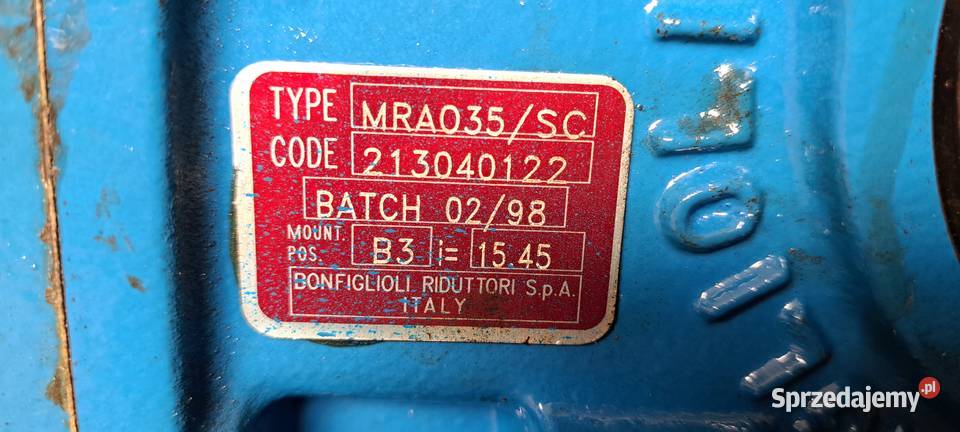 TYPE MRA035/SC
CODE 213040122
BATCH 02/98
MOUNT. POS. B3 i= 15.45
BONFIGLIOLI RIDUTTORI S.p.A.
ITALY
Sprzedajemy.pl